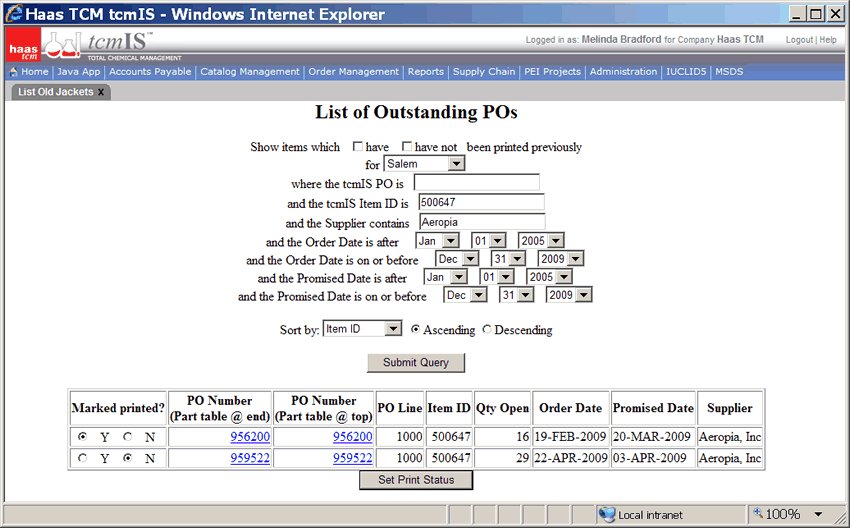 Haas TCM tcmIS - Windows Internet Explorer
haas tcm tcmIS™ TOTAL CHEMICAL MANAGEMENT
Logged in as: Melinda Bradford for Company Haas TCM Logout | Help
Home | Java App | Accounts Payable | Catalog Management | Order Management | Reports | Supply Chain | PEI Projects | Administration | IUCLID5 | MSDS
List Old Jackets x
List of Outstanding POs
Show items which have have not been printed previously
for Salem
where the tcmIS PO is
and the tcmIS Item ID is 500647
and the Supplier contains Aeropia
and the Order Date is after Jan 01 2005
and the Order Date is on or before Dec 31 2009
and the Promised Date is after Jan 01 2005
and the Promised Date is on or before Dec 31 2009
Sort by: Item ID Ascending Descending
Submit Query
Marked printed? PO Number (Part table @ end) PO Number (Part table @ top) PO Line Item ID Qty Open Order Date Promised Date Supplier
Y N 956200 956200 1000 500647 16 19-FEB-2009 20-MAR-2009 Aeropia, Inc
Y N 959522 959522 1000 500647 29 22-APR-2009 03-APR-2009 Aeropia, Inc
Set Print Status
Local intranet 100%